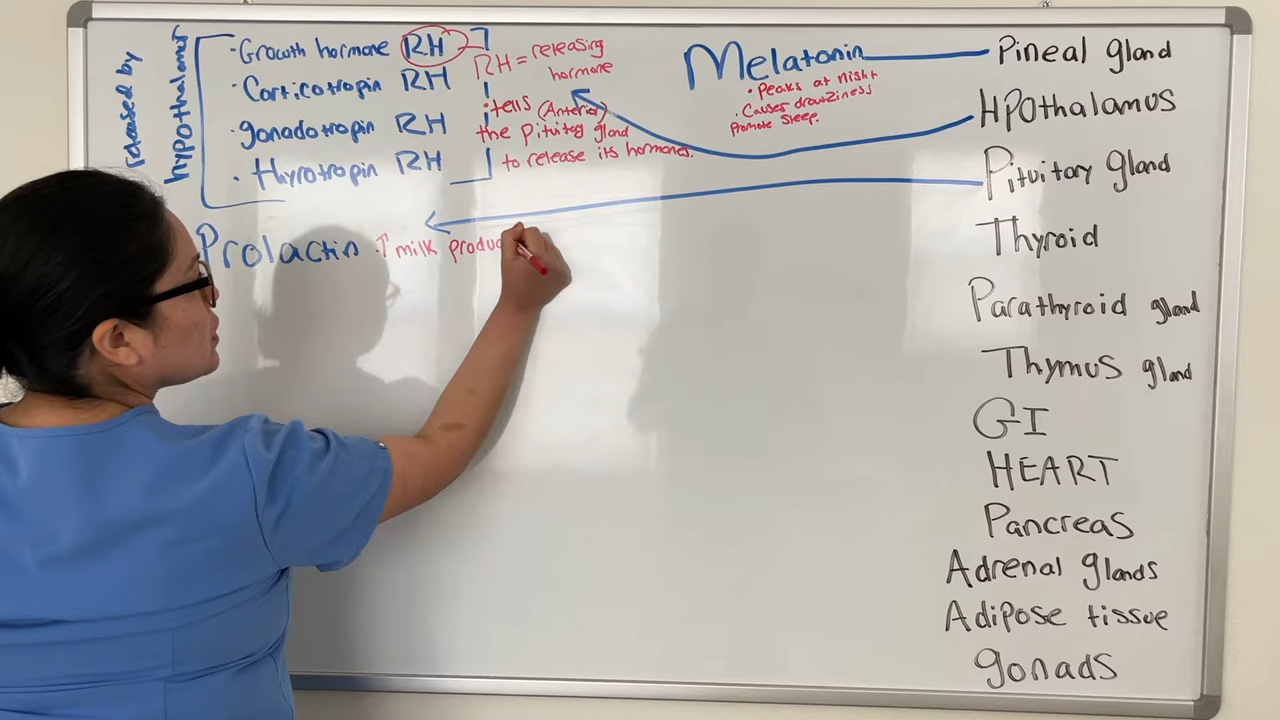 released by
hypothalamus
· Growth hormone RH
· Corticotropin RH
· gonadotropin RH
· Thyrotropin RH
RH = releasing
hormone
tells (Anterior)
the pituitary gland
to release its hormones.
Melatonin
• Peaks at night
• Causes drowziness
Promote sleep.
Prolactin ↑ milk produc
Pineal gland
HPothalamus
Pituitary gland
Thyroid
Parathyroid gland
Thymus gland
GI
HEART
Pancreas
Adrenal glands
Adipose tissue
gonads